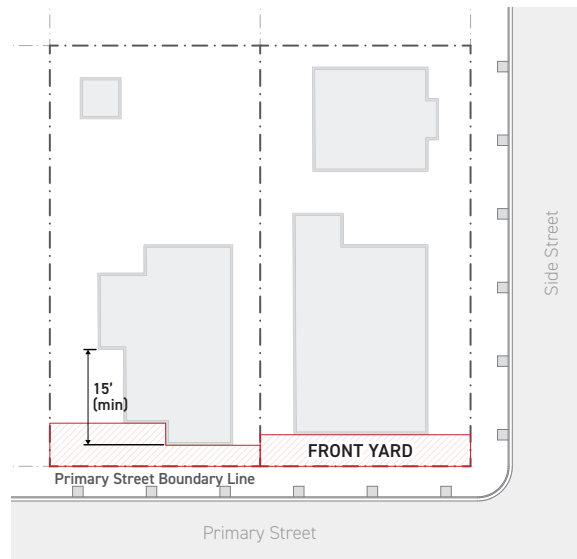 Side Street
15'
(min)
FRONT YARD
Primary Street Boundary Line
Primary Street